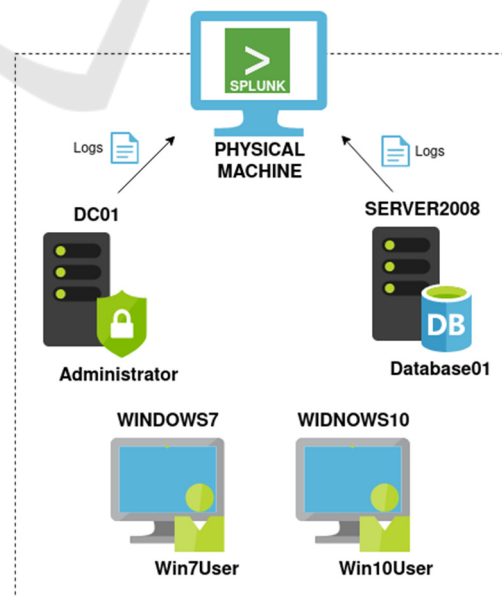 >
SPLUNK
PHYSICAL
MACHINE
Logs
Logs
DC01
SERVER2008
DB
Administrator
Database01
WINDOWS7
WIDNOWS10
Win7User
Win10User